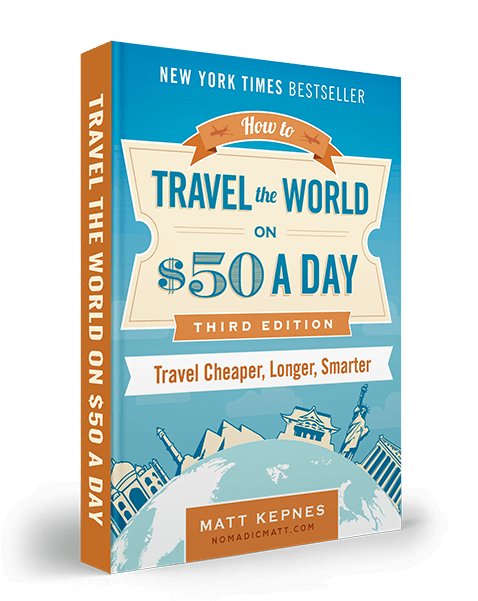 TRAVEL THE WORLD ON $50 A DAY
NEW YORK TIMES BESTSELLER
How to
TRAVEL the WORLD
ON
$50 A DAY
THIRD EDITION
Travel Cheaper, Longer, Smarter
MATT KEPNES
NOMADICMATT.COM